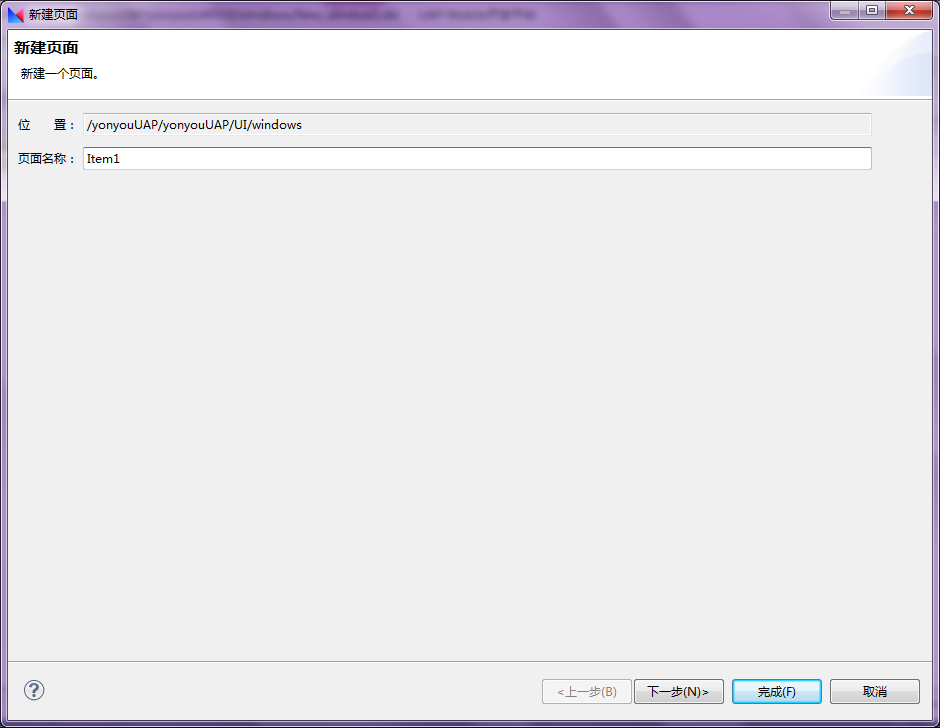 新建页面
新建页面
新建一个页面。
位 置： /yonyouUAP/yonyouUAP/UI/windows
页面名称： Item1
?
<上一步(B) 下一步(N)> 完成(F) 取消